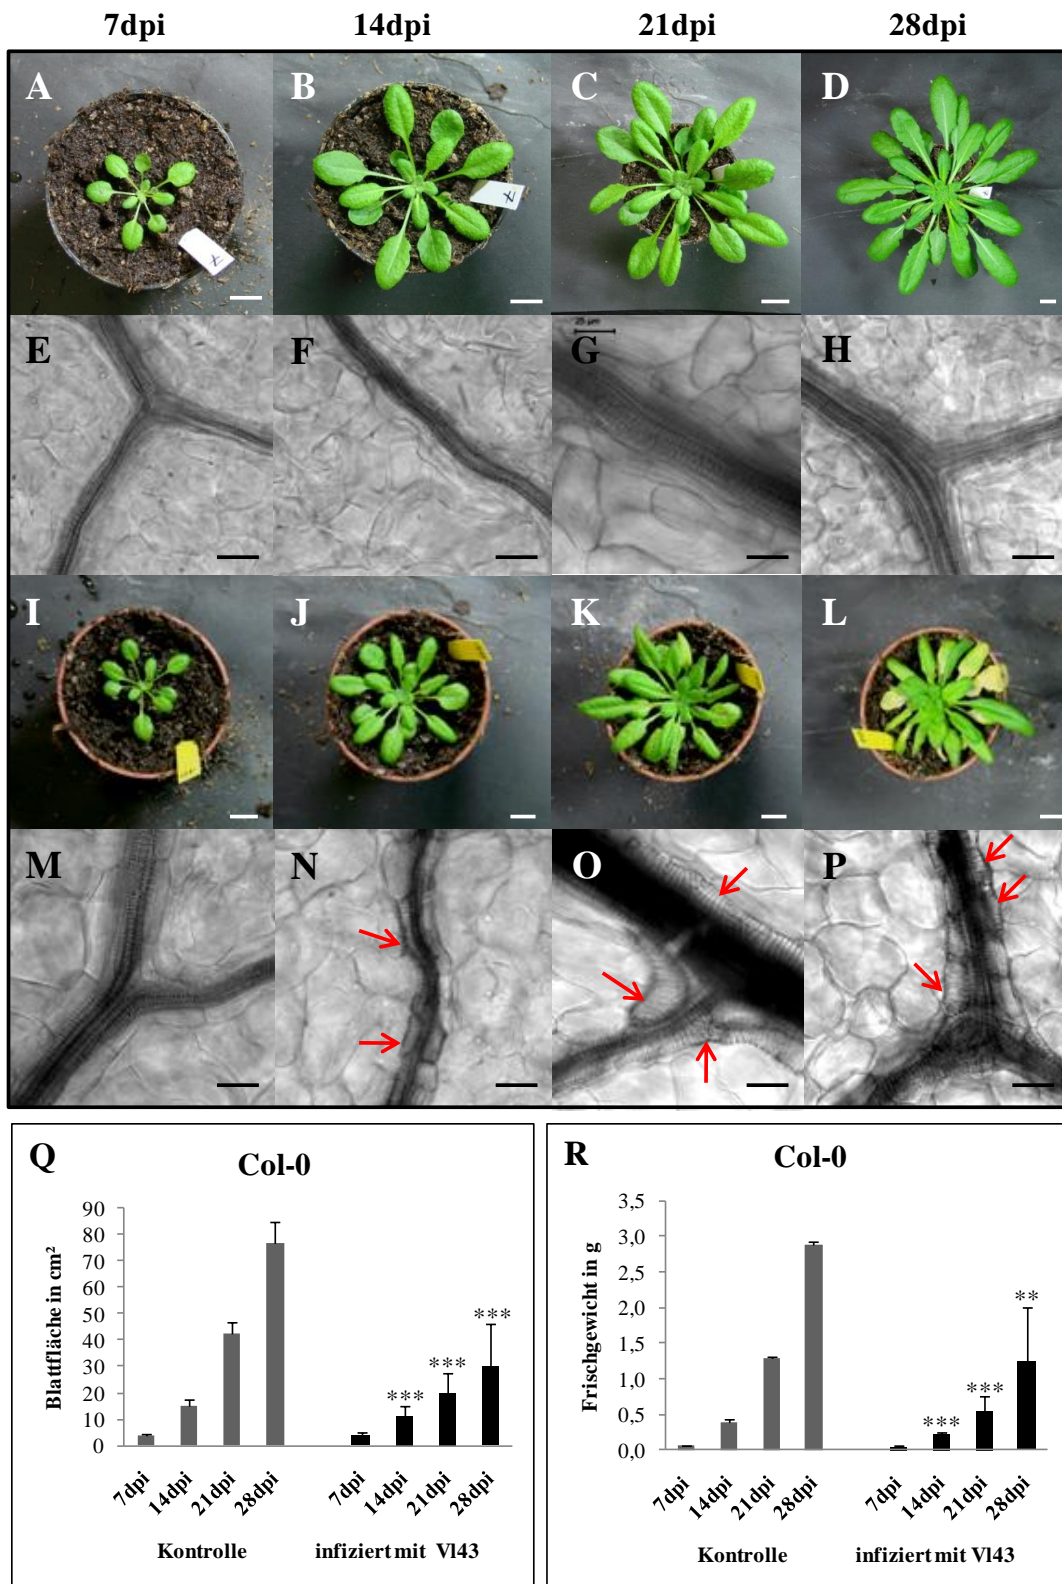 7dpi 14dpi 21dpi 28dpi
A B C D
E F G H
25 µm
I J K L
M N O P
Q
Col-0
Blattfläche in cm²
90
80
70
60
50
40
30
20
10
0
*** *** ***
7dpi 14dpi 21dpi 28dpi 7dpi 14dpi 21dpi 28dpi
Kontrolle infiziert mit Vl43
R
Col-0
Frischgewicht in g
3,5
3,0
2,5
2,0
1,5
1,0
0,5
0,0
*** *** **
7dpi 14dpi 21dpi 28dpi 7dpi 14dpi 21dpi 28dpi
Kontrolle infiziert mit Vl43